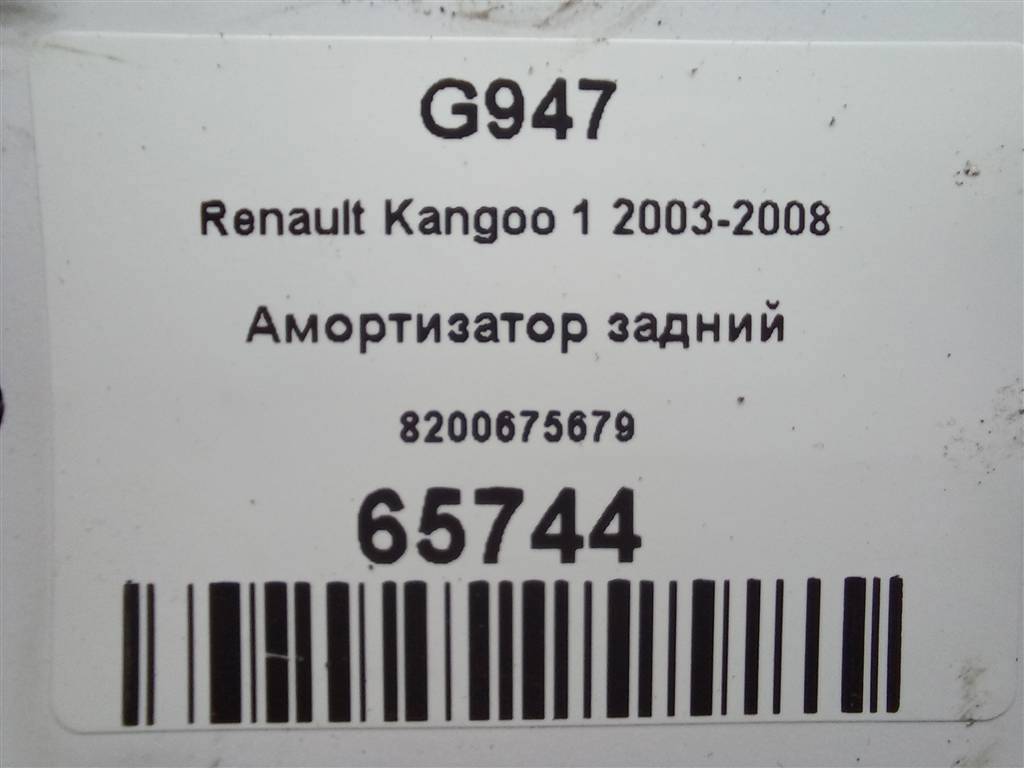 G947
Renault Kangoo 1 2003-2008
Амортизатор задний
8200675679
65744